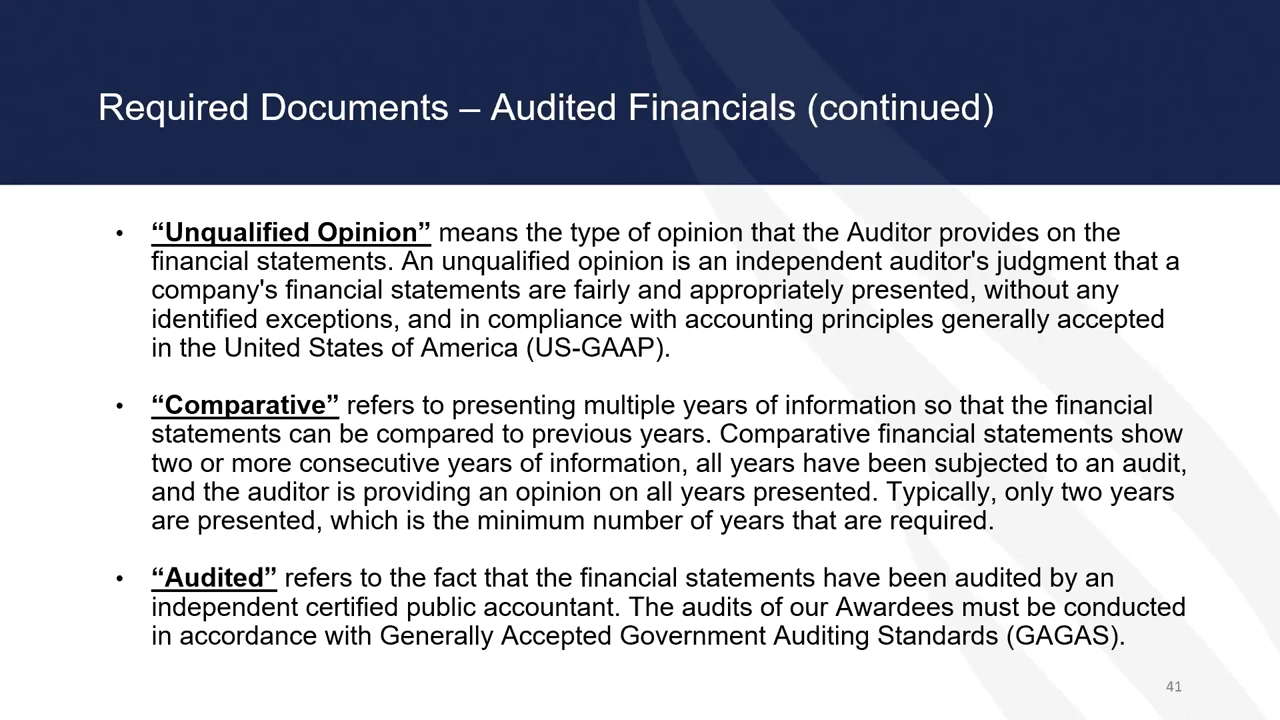 Required Documents – Audited Financials (continued)
• “Unqualified Opinion” means the type of opinion that the Auditor provides on the
financial statements. An unqualified opinion is an independent auditor's judgment that a
company's financial statements are fairly and appropriately presented, without any
identified exceptions, and in compliance with accounting principles generally accepted
in the United States of America (US-GAAP).
• “Comparative” refers to presenting multiple years of information so that the financial
statements can be compared to previous years. Comparative financial statements show
two or more consecutive years of information, all years have been subjected to an audit,
and the auditor is providing an opinion on all years presented. Typically, only two years
are presented, which is the minimum number of years that are required.
• “Audited” refers to the fact that the financial statements have been audited by an
independent certified public accountant. The audits of our Awardees must be conducted
in accordance with Generally Accepted Government Auditing Standards (GAGAS).
41